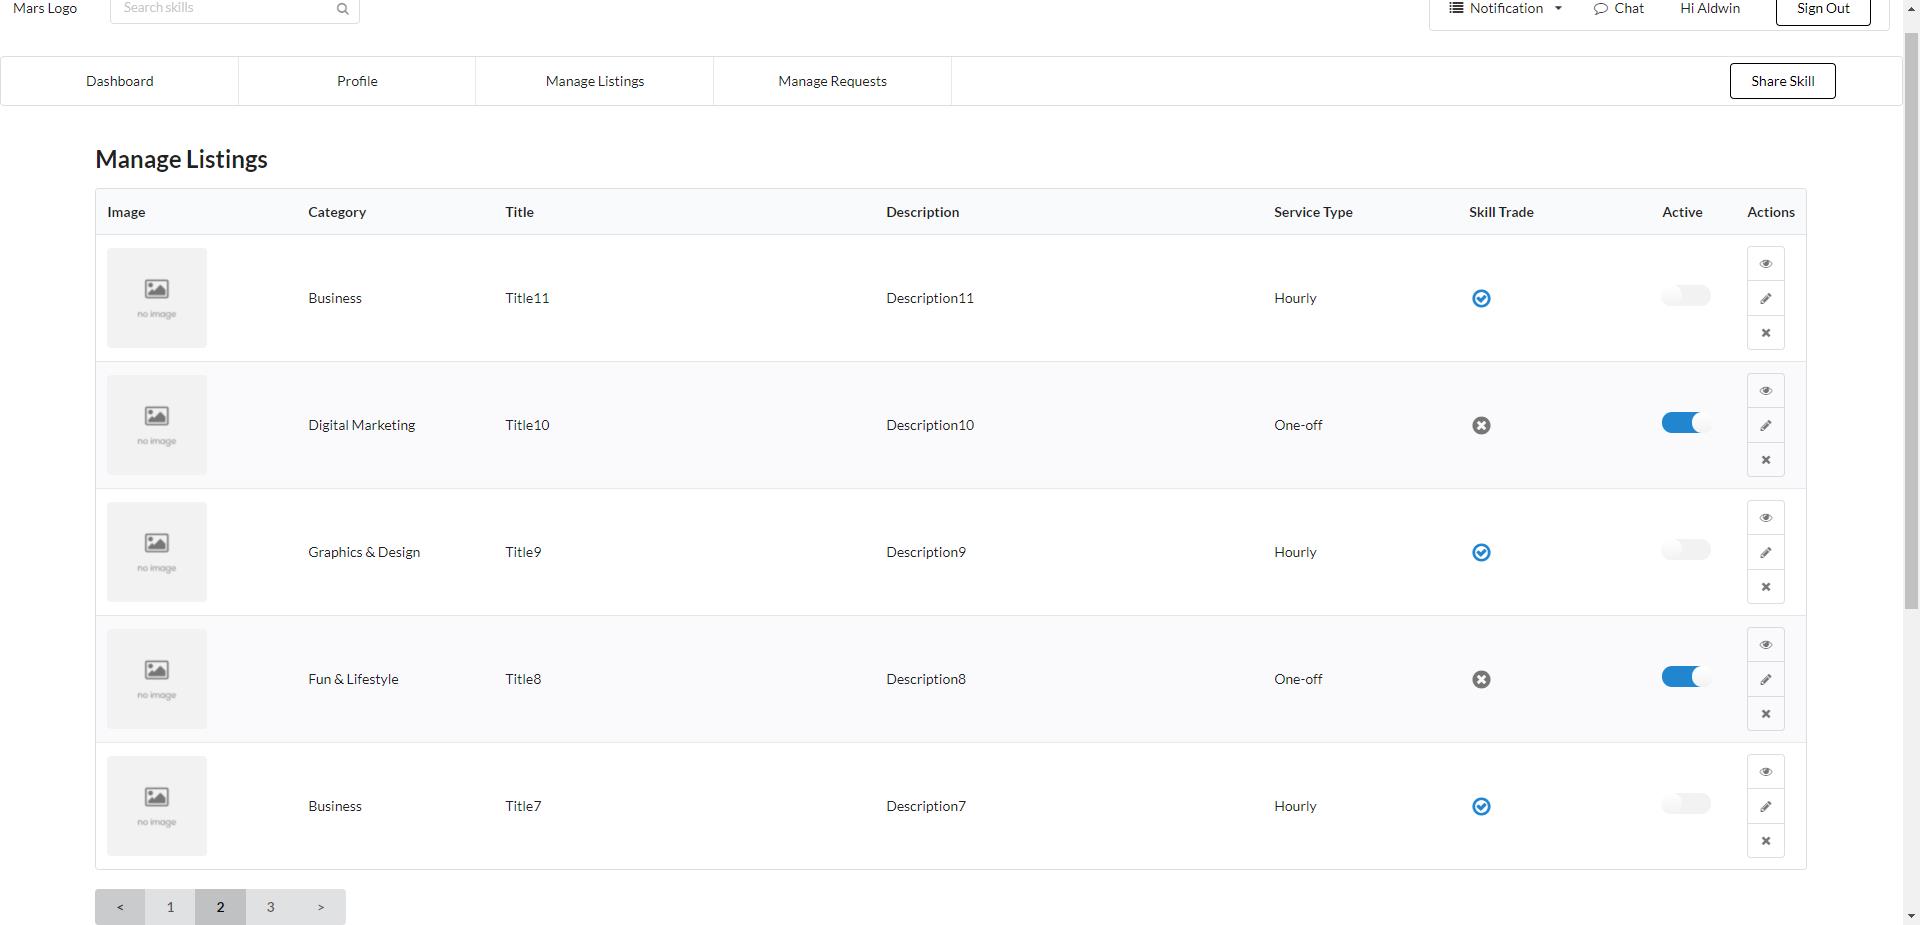 Mars Logo Search skills Notification Chat Hi Aldwin Sign Out
Dashboard Profile Manage Listings Manage Requests Share Skill
Manage Listings
Image Category Title Description Service Type Skill Trade Active Actions
no image Business Title11 Description11 Hourly
no image Digital Marketing Title10 Description10 One-off
no image Graphics & Design Title9 Description9 Hourly
no image Fun & Lifestyle Title8 Description8 One-off
no image Business Title7 Description7 Hourly
< 1 2 3 >